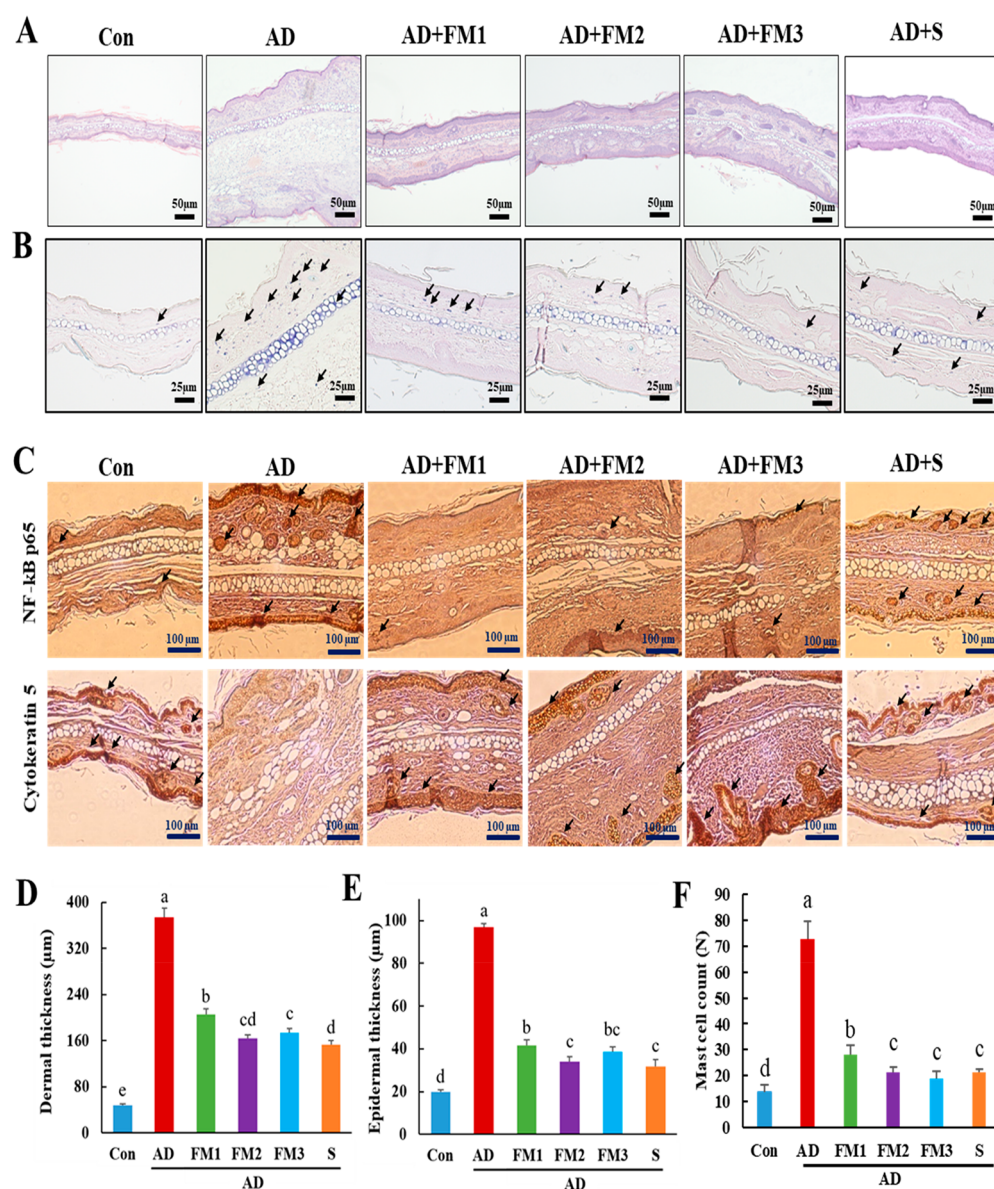 A
Con AD AD+FM1 AD+FM2 AD+FM3 AD+S
50μm 50μm 50μm 50μm 50μm 50μm
B
25μm 25μm 25μm 25μm 25μm 25μm
C
Con AD AD+FM1 AD+FM2 AD+FM3 AD+S
NF-kB p65
100 μm 100 μm 100 μm 100 μm 100 μm 100 μm
Cytokeratin 5
100 μm 100 μm 100 μm 100 μm 100 μm 100 μm
D
Dermal thickness (μm)
400
320
240
160
80
0
e a b cd c d
Con AD FM1 FM2 FM3 S
AD
E
Epidermal thickness (μm)
100
80
60
40
20
0
d a b c bc c
Con AD FM1 FM2 FM3 S
AD
F
Mast cell count (N)
90
80
70
60
50
40
30
20
10
0
d a b c c c
Con AD FM1 FM2 FM3 S
AD